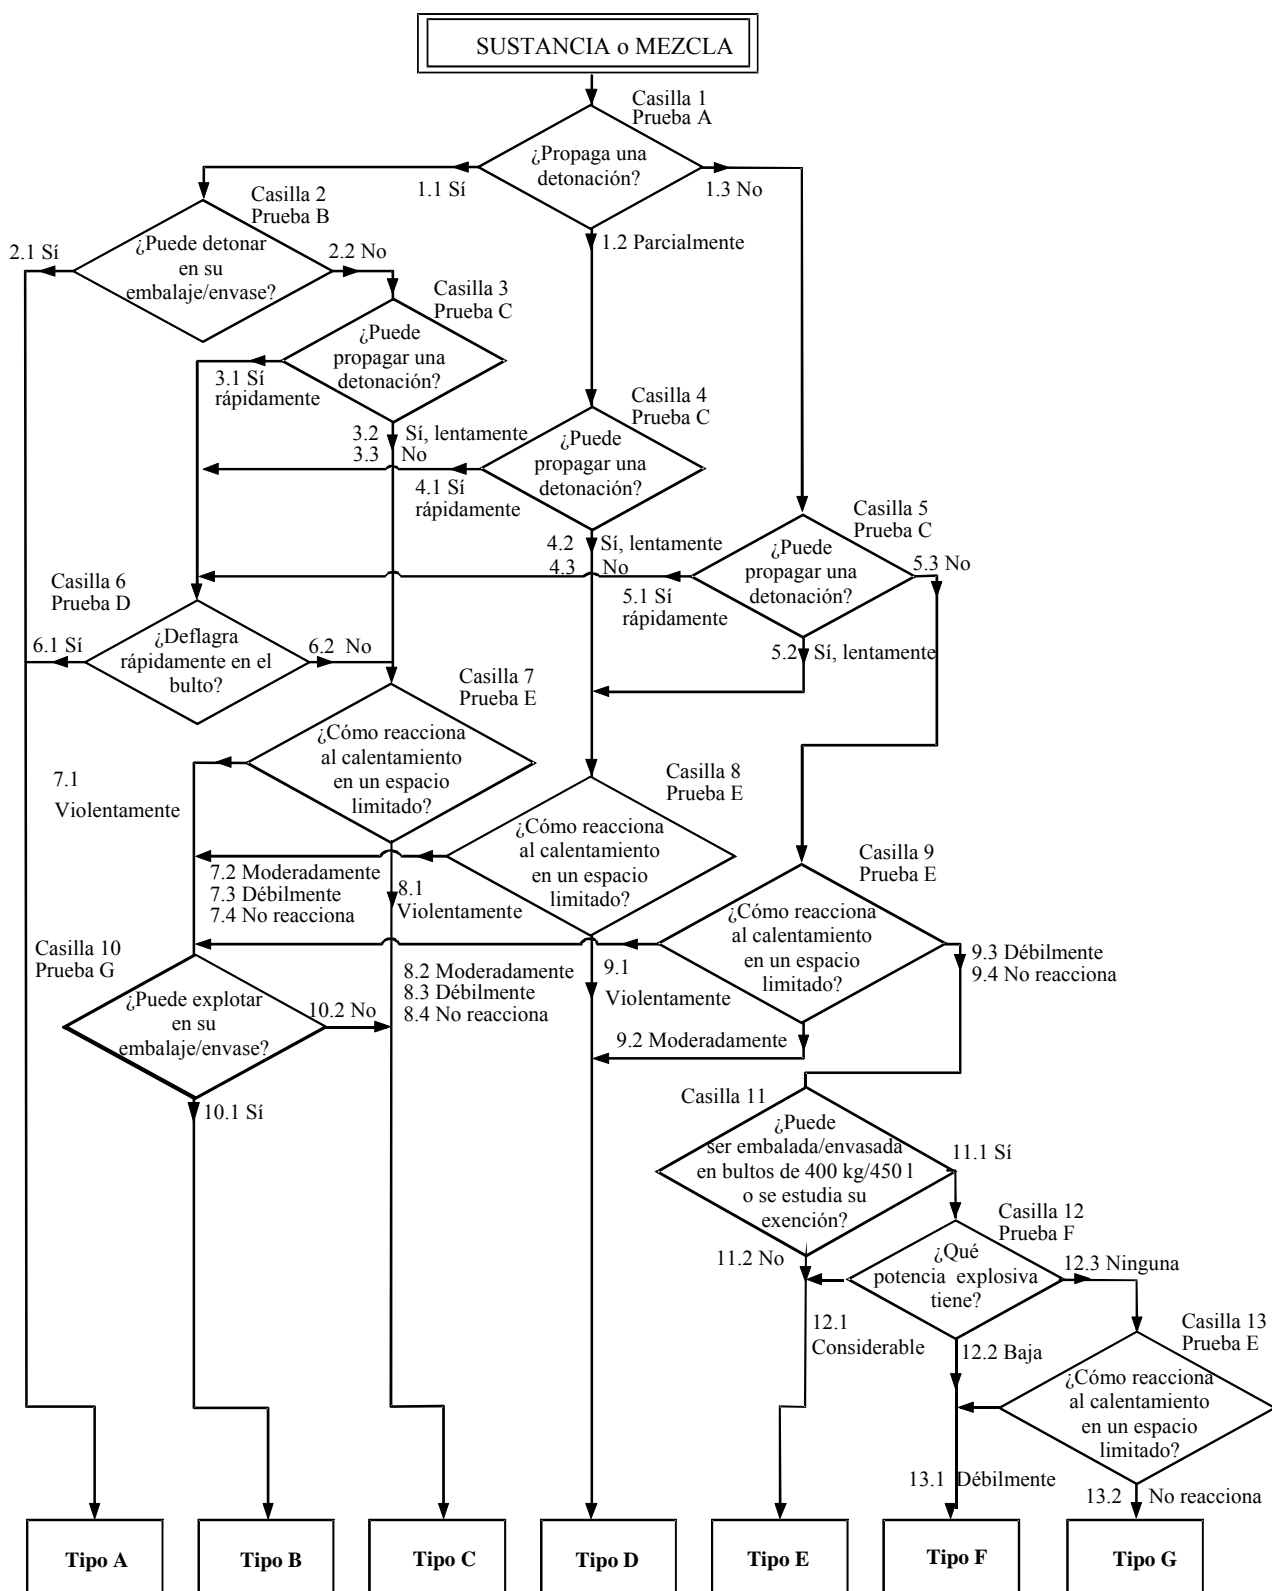 SUSTANCIA o MEZCLA
Casilla 1
Prueba A
¿Propaga una
detonación?
1.1 Sí
1.3 No
1.2 Parcialmente
Casilla 2
Prueba B
¿Puede detonar
en su
embalaje/envase?
2.1 Sí
2.2 No
Casilla 3
Prueba C
¿Puede
propagar una
detonación?
3.1 Sí
rápidamente
3.2 Sí, lentamente
3.3 No
Casilla 4
Prueba C
¿Puede
propagar una
detonación?
4.1 Sí
rápidamente
4.2 Sí, lentamente
4.3 No
Casilla 5
Prueba C
¿Puede
propagar una
detonación?
5.3 No
5.1 Sí
rápidamente
5.2 Sí, lentamente
Casilla 6
Prueba D
¿Deflagra
rápidamente en el
bulto?
6.1 Sí
6.2 No
Casilla 7
Prueba E
¿Cómo reacciona
al calentamiento
en un espacio
limitado?
7.1
Violentamente
7.2 Moderadamente
7.3 Débilmente
7.4 No reacciona
Casilla 8
Prueba E
¿Cómo reacciona
al calentamiento
en un espacio
limitado?
8.1
Violentamente
8.2 Moderadamente
8.3 Débilmente
8.4 No reacciona
Casilla 9
Prueba E
¿Cómo reacciona
al calentamiento
en un espacio
limitado?
9.1
Violentamente
9.2 Moderadamente
9.3 Débilmente
9.4 No reacciona
Casilla 10
Prueba G
¿Puede explotar
en su
embalaje/envase?
10.2 No
10.1 Sí
Casilla 11
¿Puede
ser embalada/envasada
en bultos de 400 kg/450 l
o se estudia su
exención?
11.1 Sí
11.2 No
Casilla 12
Prueba F
¿Qué
potencia explosiva
tiene?
12.3 Ninguna
12.1
Considerable
12.2 Baja
Casilla 13
Prueba E
¿Cómo reacciona
al calentamiento
en un espacio
limitado?
13.1 Débilmente
13.2 No reacciona
Tipo A
Tipo B
Tipo C
Tipo D
Tipo E
Tipo F
Tipo G